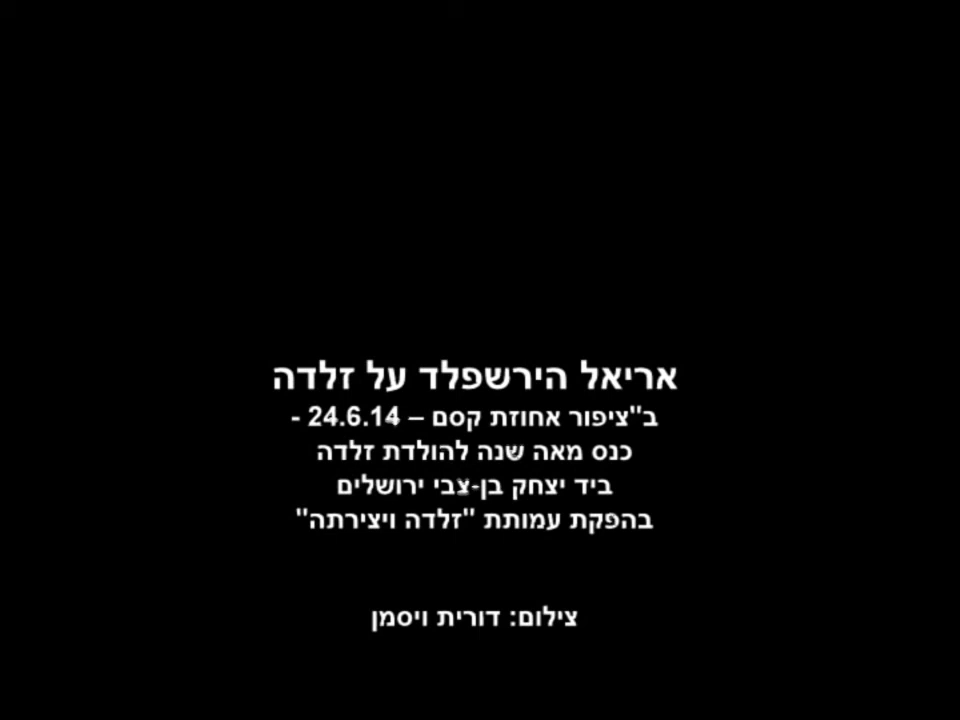 אריאל הירשפלד על זלדה
ב"ציפור אחוזת קסם – 24.6.14 -
כנס מאה שנה להולדת זלדה
ביד יצחק בן-צבי ירושלים
בהפקת עמותת "זלדה ויצירתה"
צילום: דורית ויסמן